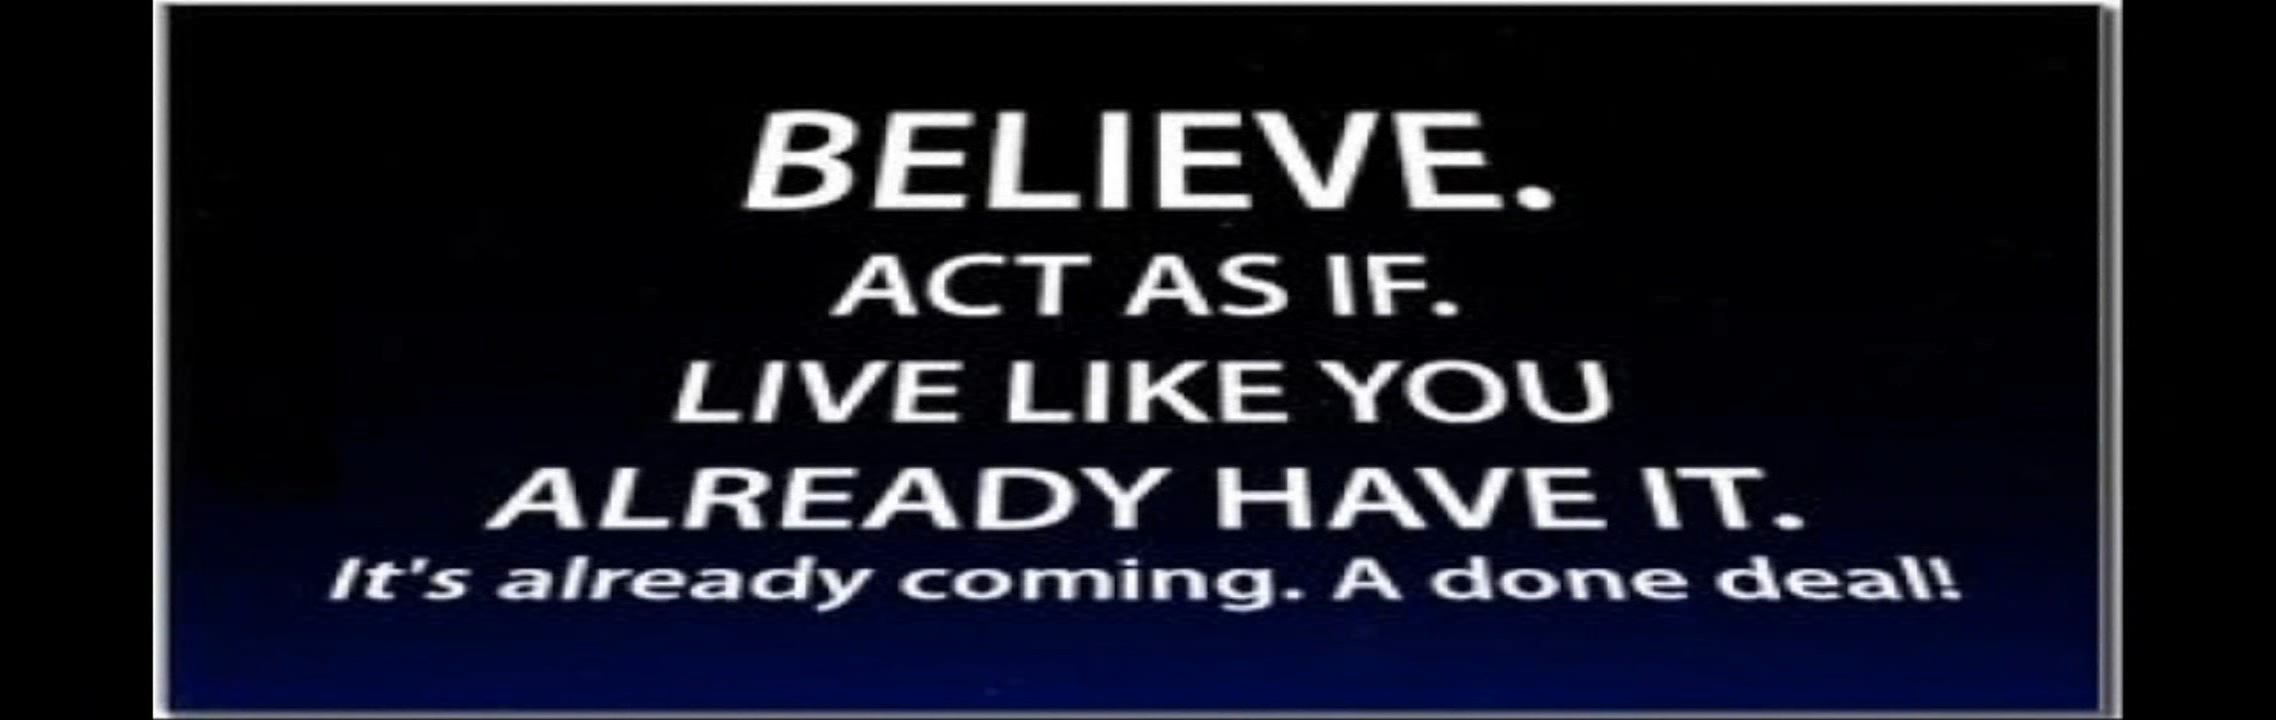 BELIEVE.
ACT AS IF.
LIVE LIKE YOU
ALREADY HAVE IT.
It's already coming. A done deal!